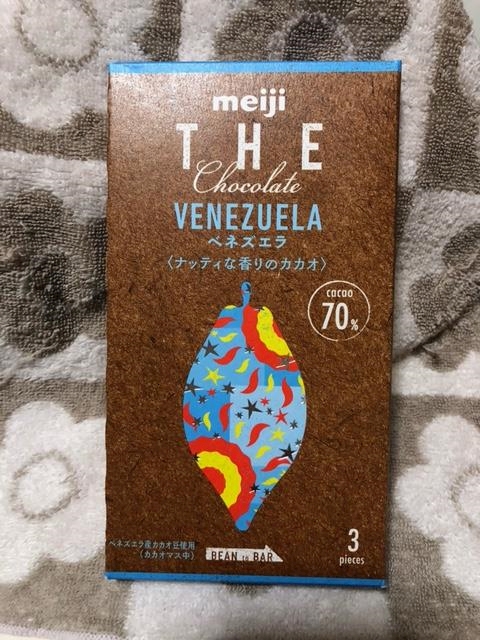 meiji
THE
Chocolate
VENEZUELA
ベネズエラ
〈ナッティな香りのカカオ〉
cacao
70%
ベネズエラ産カカオ豆使用
(カカオマス中)
BEAN to BAR
3
pieces